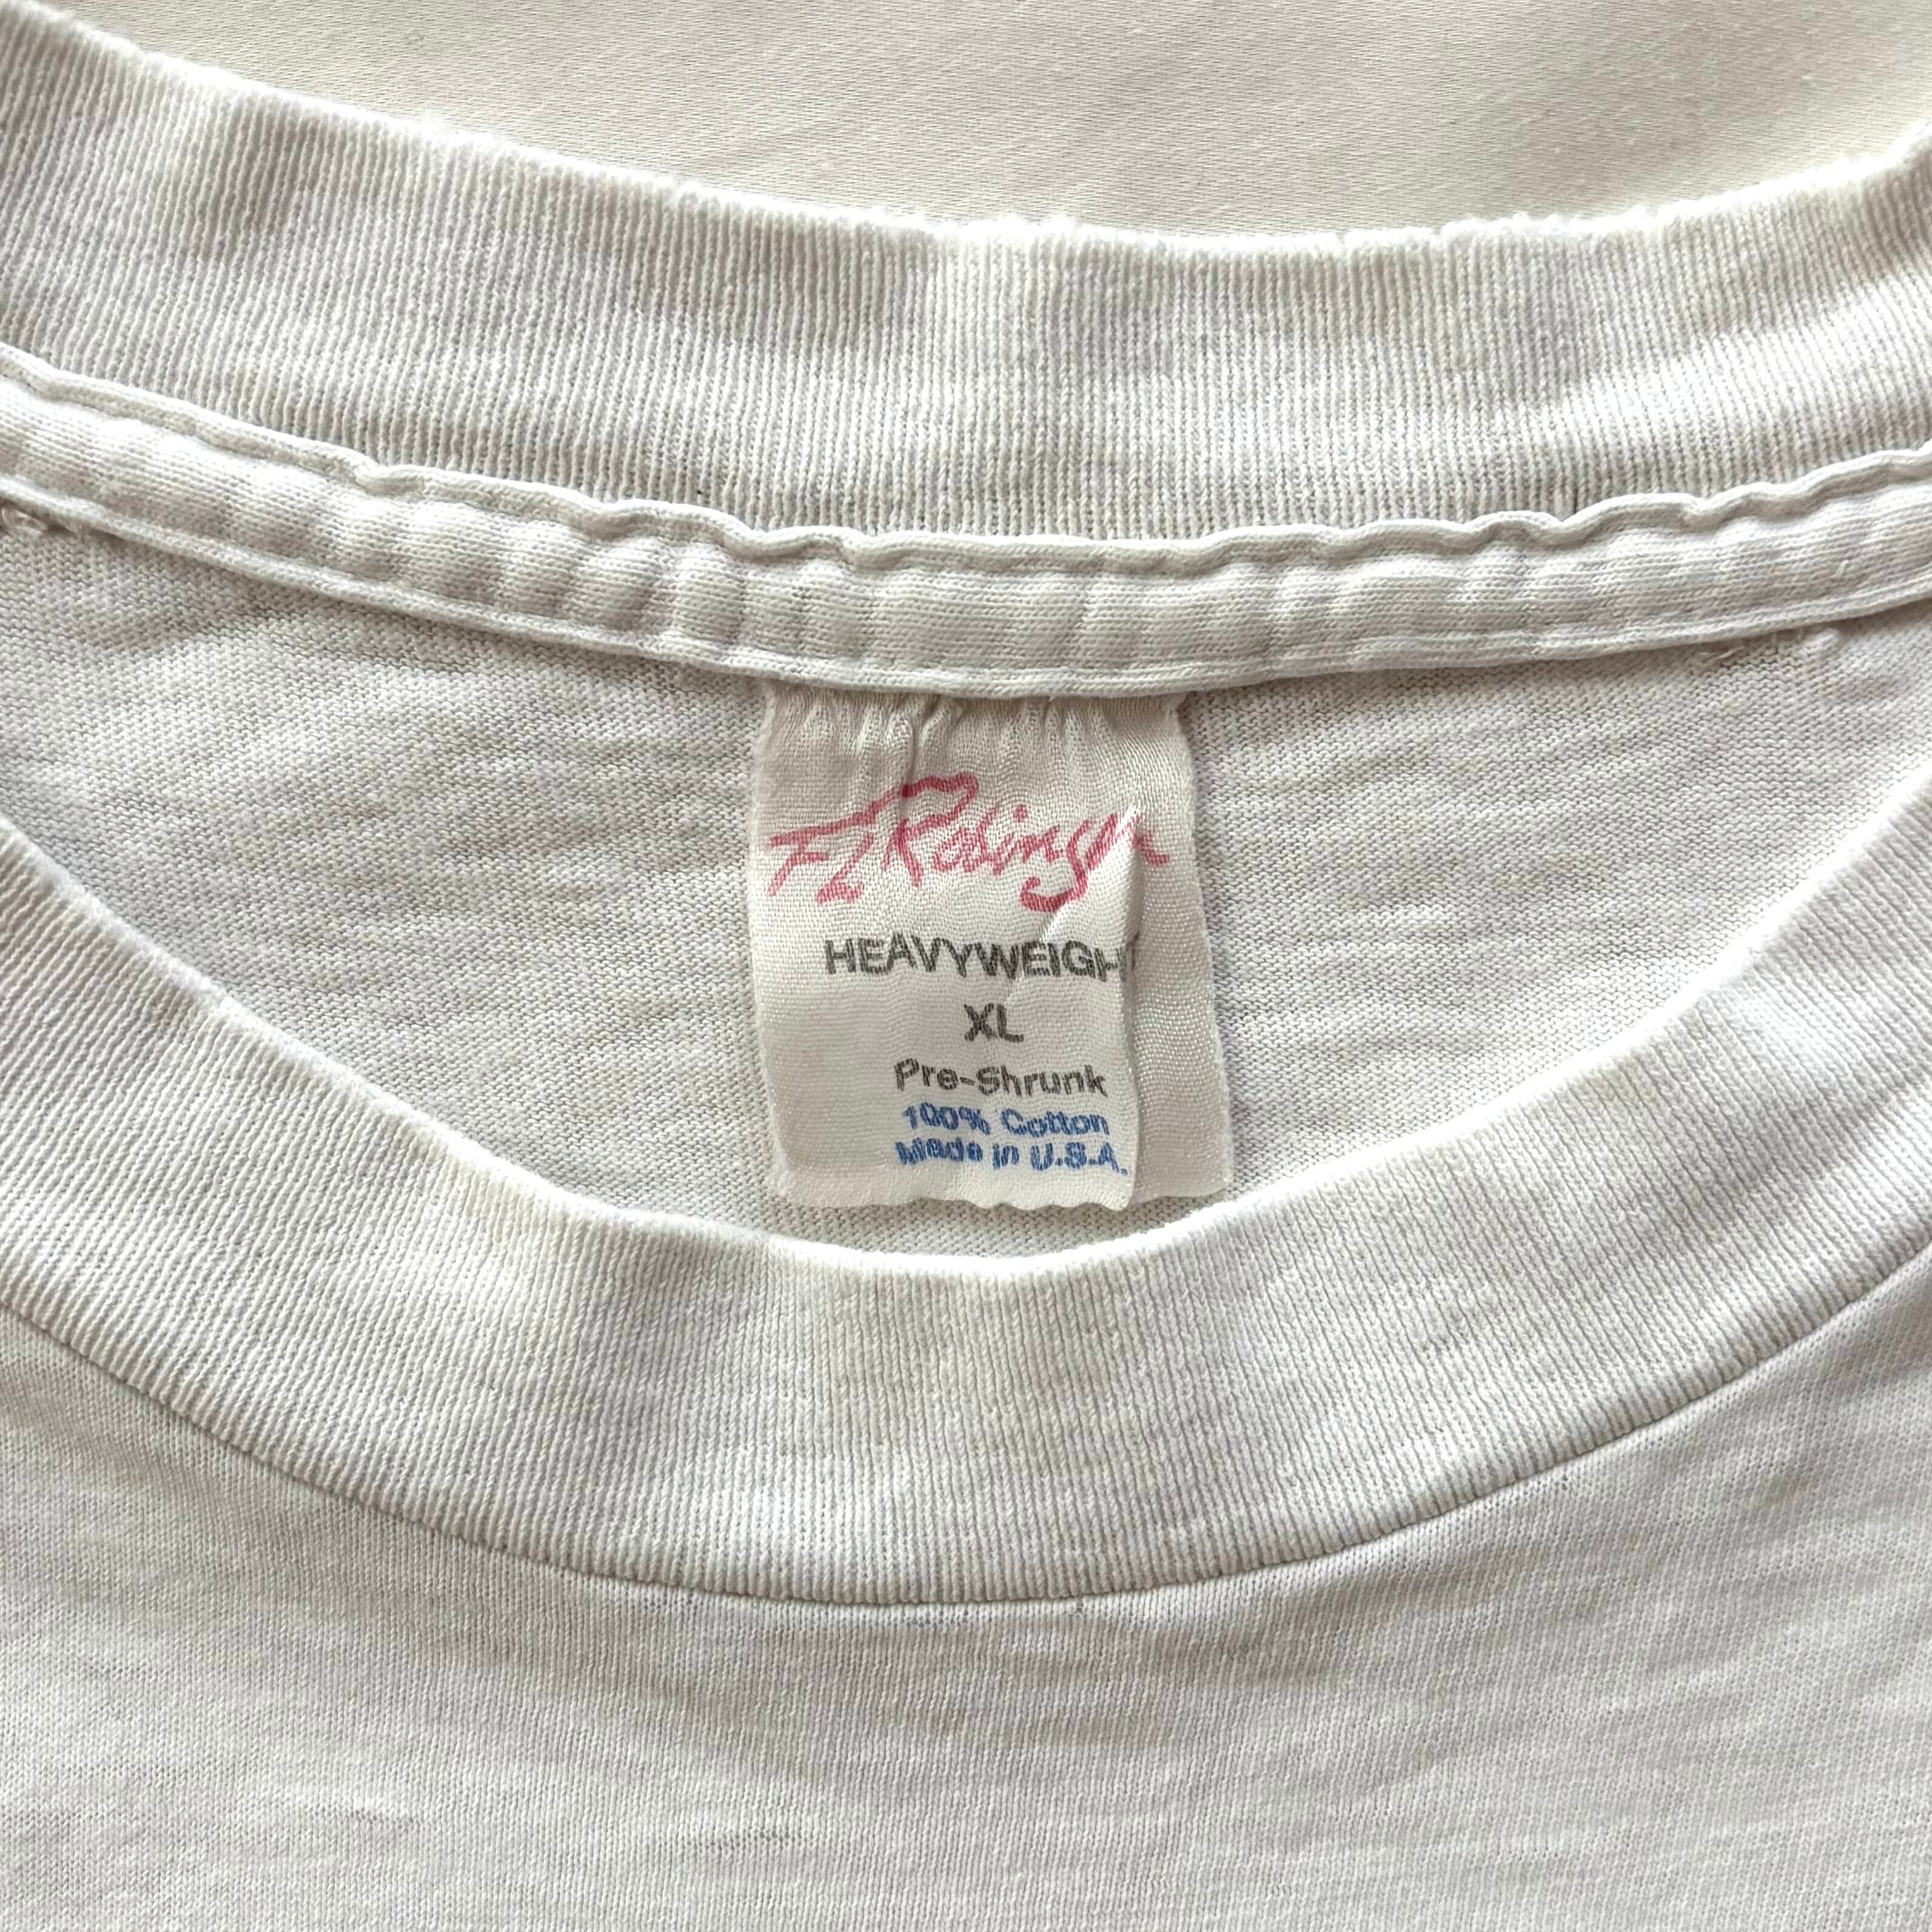 FL Robinson
HEAVYWEIGHT
XL
Pre-Shrunk
100% Cotton
Made in U.S.A.